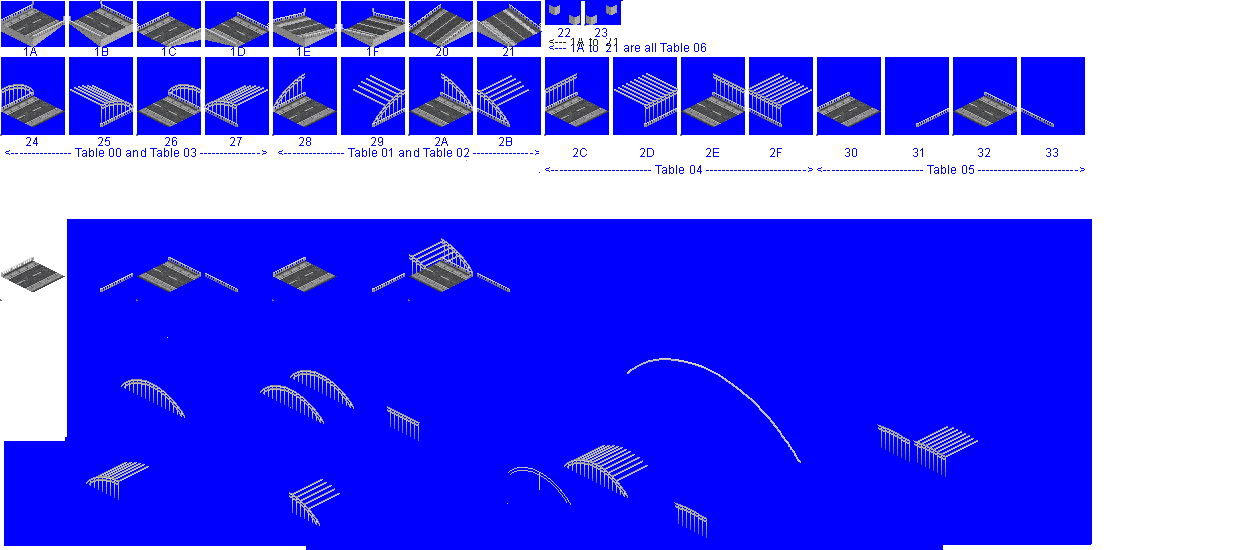 1A 1B 1C 1D 1E 1F 20 21
22 23
<--- 1A to 21
<--- 1A to 21 are all Table 06
24 25 26 27 28 29 2A 2B
2C 2D 2E 2F 30 31 32 33
<--------------- Table 00 and Table 03 ---------------> <--------------- Table 01 and Table 02 --------------->
. <----------------------- Table 04 -----------------------> <----------------------- Table 05 ----------------------->